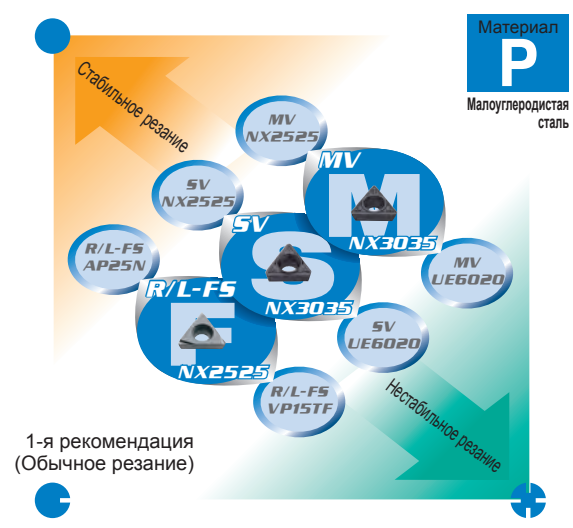 Материал
P
Малоуглеродистая
сталь
Стабильное резание
MV
NX2525
MV
M
NX3035
SV
NX2525
SV
S
NX3035
R/L-FS
AP25N
R/L-FS
F
NX2525
MV
UE6020
SV
UE6020
R/L-FS
VP15TF
Нестабильное резание
1-я рекомендация
(Обычное резание)